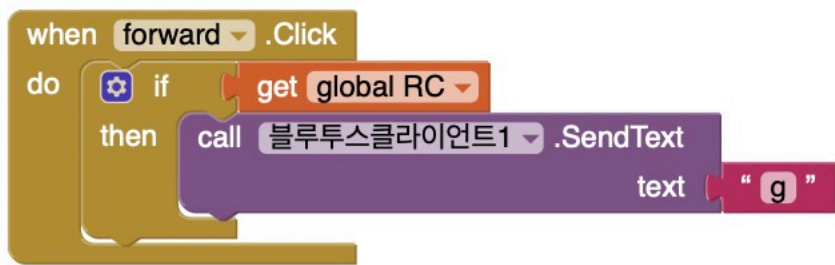 when forward .Click
do if get global RC
then call 블루투스클라이언트1 .SendText
text " g "